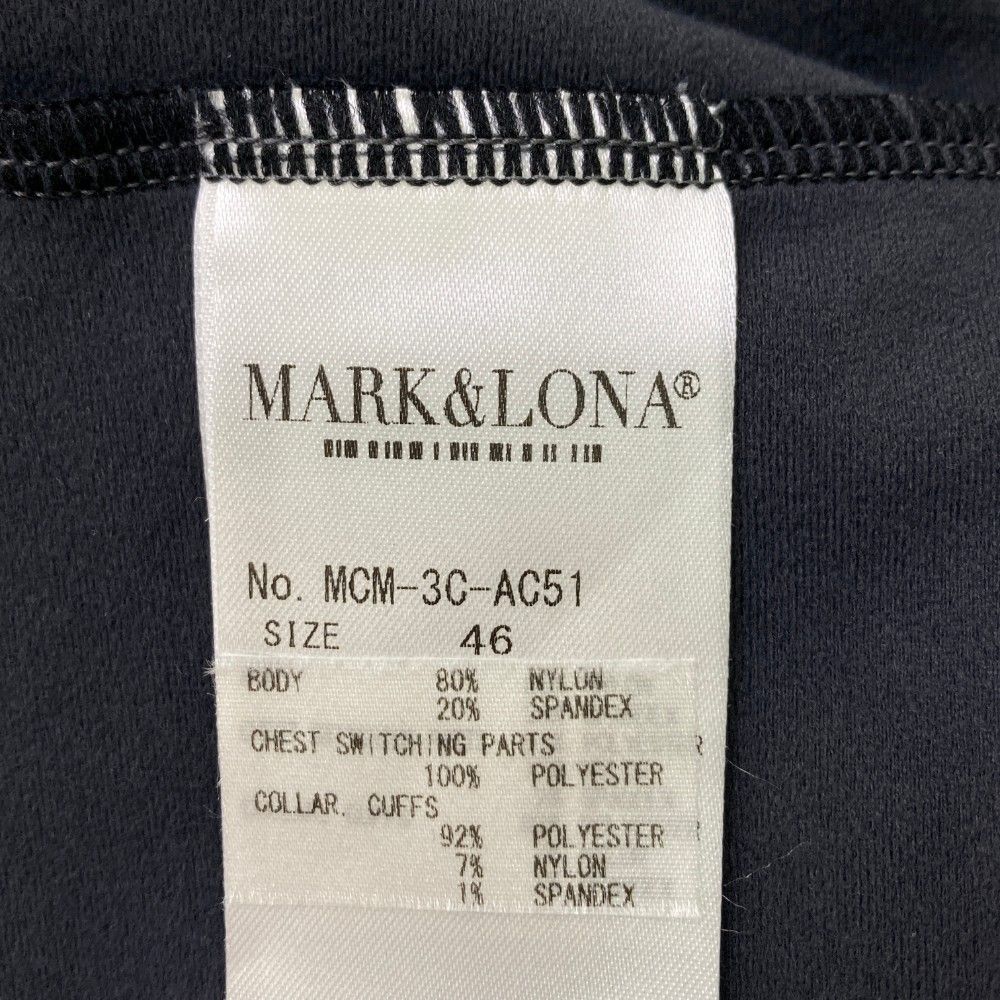 MARK&LONA®
No. MCM-3C-AC51
SIZE 46
BODY 80% NYLON
20% SPANDEX
CHEST SWITCHING PARTS
100% POLYESTER
COLLAR. CUFFS
92% POLYESTER
7% NYLON
1% SPANDEX